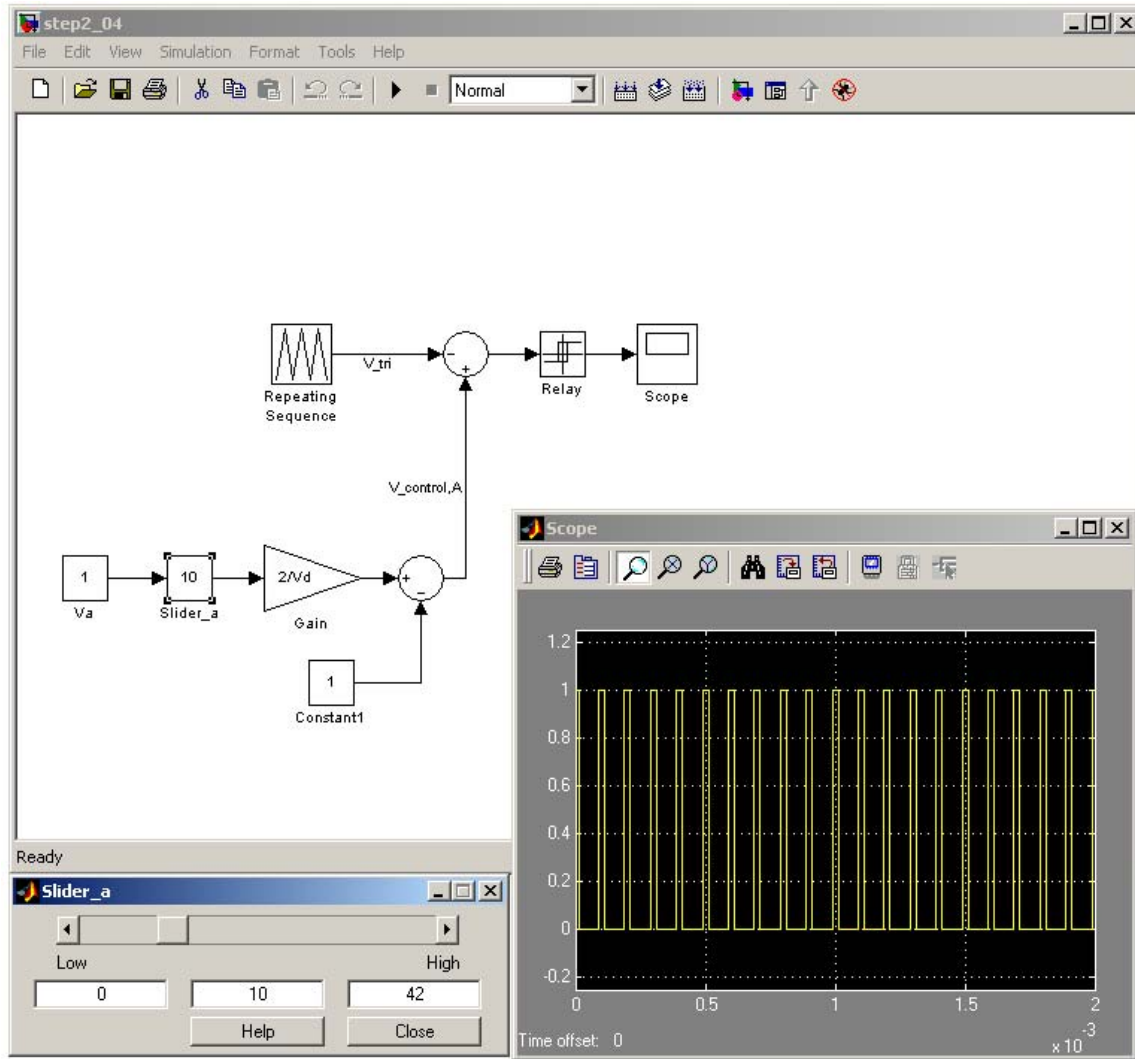 step2_04
File Edit View Simulation Format Tools Help
Normal
V_tri
Repeating
Sequence
-
+
Relay
Scope
V_control,A
1
Va
10
Slider_a
2/Vd
Gain
+
-
1
Constant1
Ready
Slider_a
Low High
0 10 42
Help Close
Scope
1.2
1
0.8
0.6
0.4
0.2
0
-0.2
0 0.5 1 1.5 2
Time offset: 0
x 10
-3